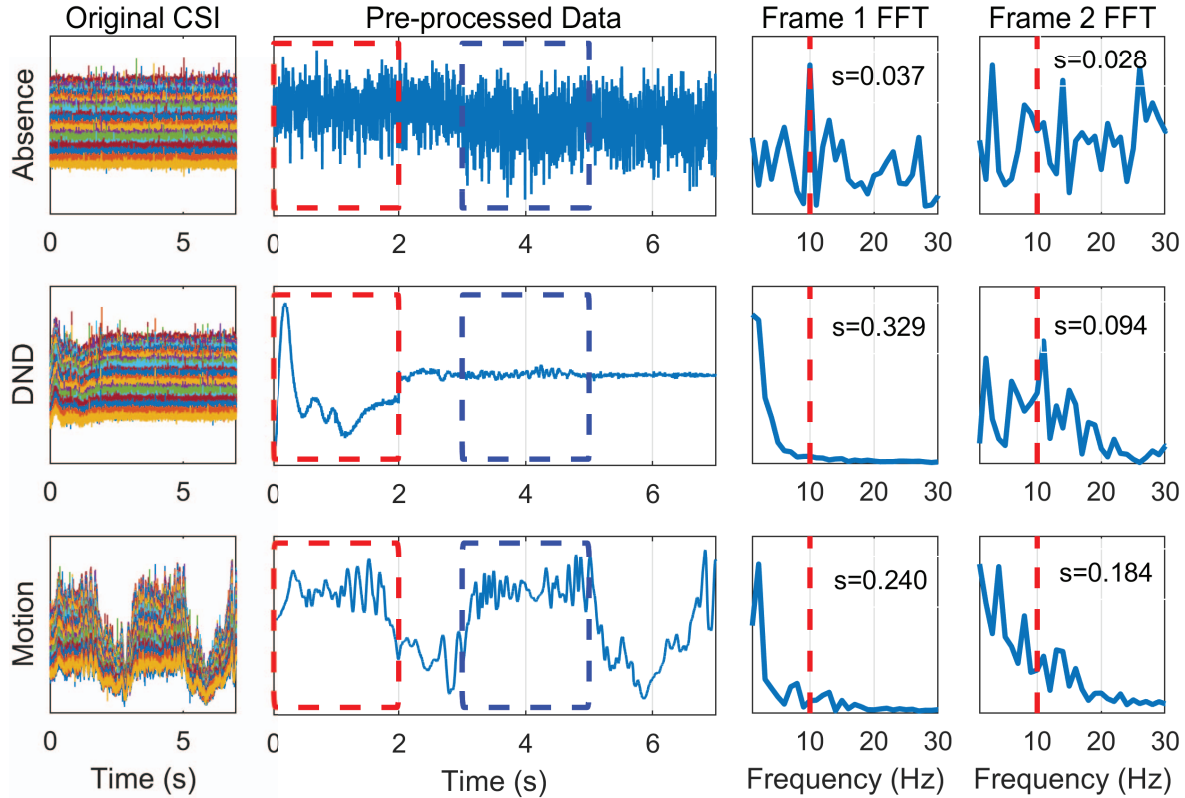 Original CSI Pre-processed Data Frame 1 FFT Frame 2 FFT
Absence
s=0.037 s=0.028
0 5 0 2 4 6 10 20 30 10 20 30
DND
s=0.329 s=0.094
0 5 0 2 4 6 10 20 30 10 20 30
Motion
s=0.240 s=0.184
0 5 0 2 4 6 10 20 30 10 20 30
Time (s) Time (s) Frequency (Hz) Frequency (Hz)